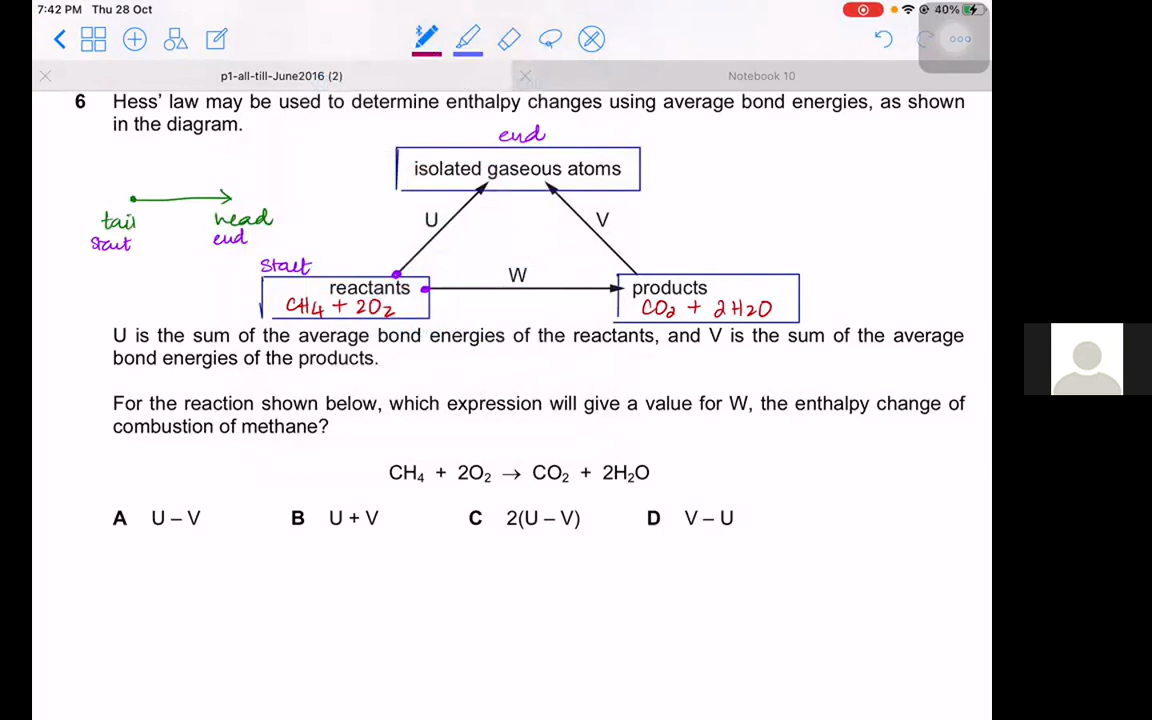 7:42 PM Thu 28 Oct
40%
p1-all-till-June2016 (2)
Notebook 10
6 Hess' law may be used to determine enthalpy changes using average bond energies, as shown
in the diagram.
end
isolated gaseous atoms
tail
head
start
end
U
V
Start
W
reactants
products
CH4 + 2O2
CO2 + 2H2O
U is the sum of the average bond energies of the reactants, and V is the sum of the average
bond energies of the products.
For the reaction shown below, which expression will give a value for W, the enthalpy change of
combustion of methane?
CH₄ + 2O₂ → CO₂ + 2H₂O
A U – V B U + V C 2(U – V) D V – U